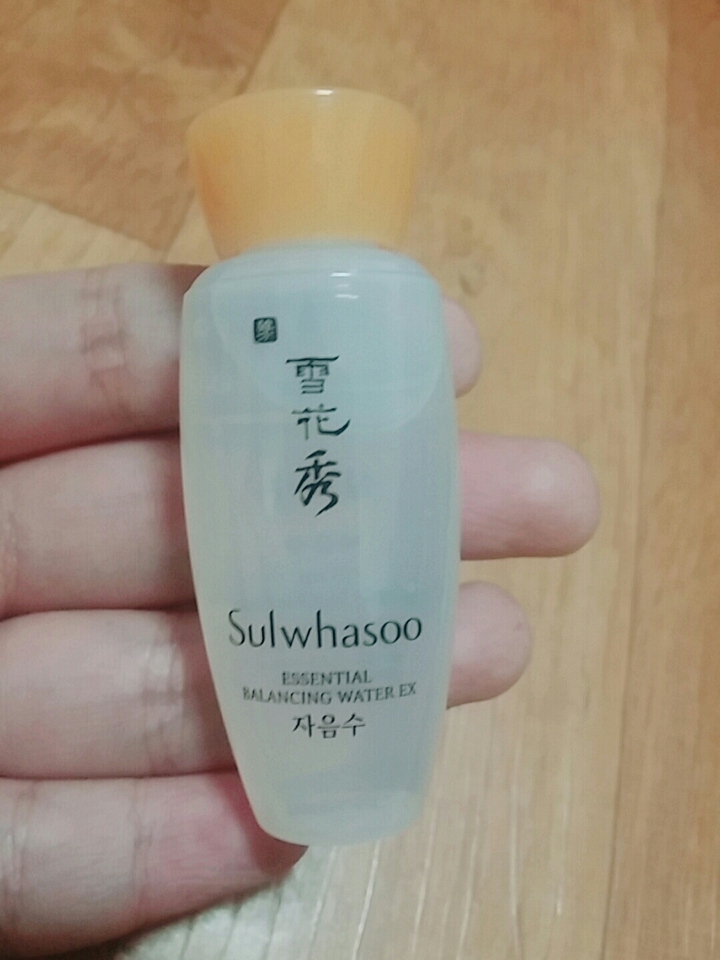 雪花秀
Sulwhasoo
ESSENTIAL
BALANCING WATER EX
자음수